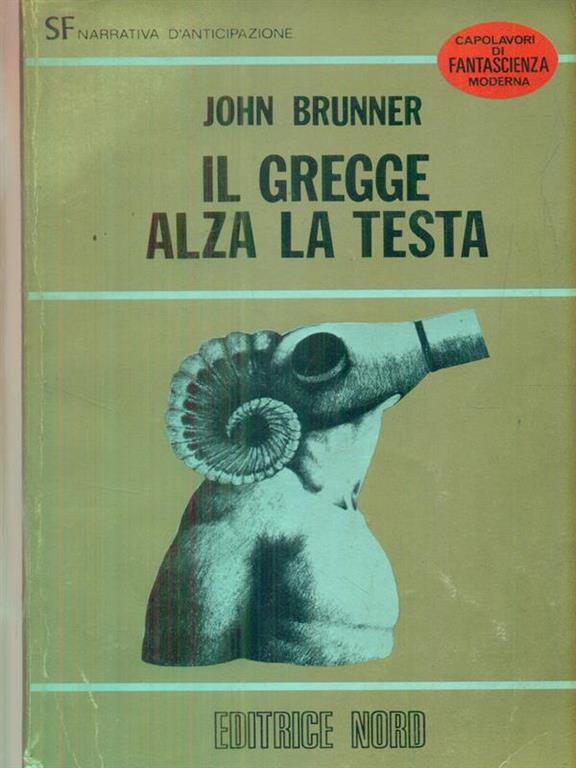 SF NARRATIVA D'ANTICIPAZIONE
CAPOLAVORI
DI
FANTASCIENZA
MODERNA
JOHN BRUNNER
IL GREGGE
ALZA LA TESTA
EDITRICE NORD